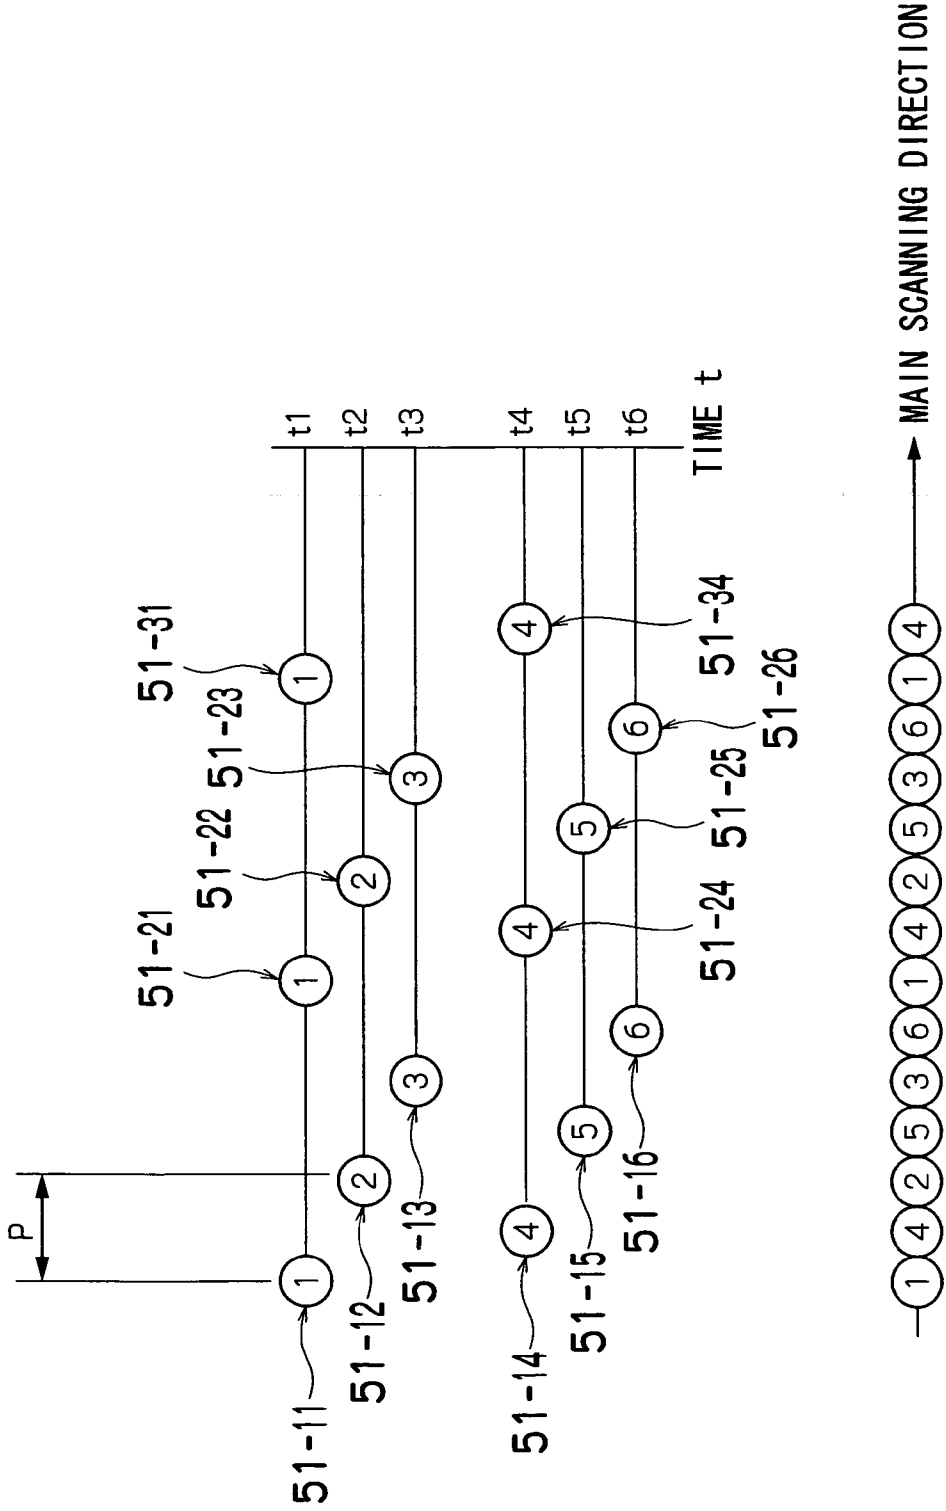 P
51-21 51-31
51-22 51-23
51-11 1 1 1 t1
51-12 2 2 t2
51-13 3 3 t3
51-14 4 4 4 t4
51-15 5 5 t5
51-16 6 6 t6
51-24 51-25 51-34 TIME t
51-26
1 4 2 5 3 6 1 4 2 5 3 6 1 4 MAIN SCANNING DIRECTION